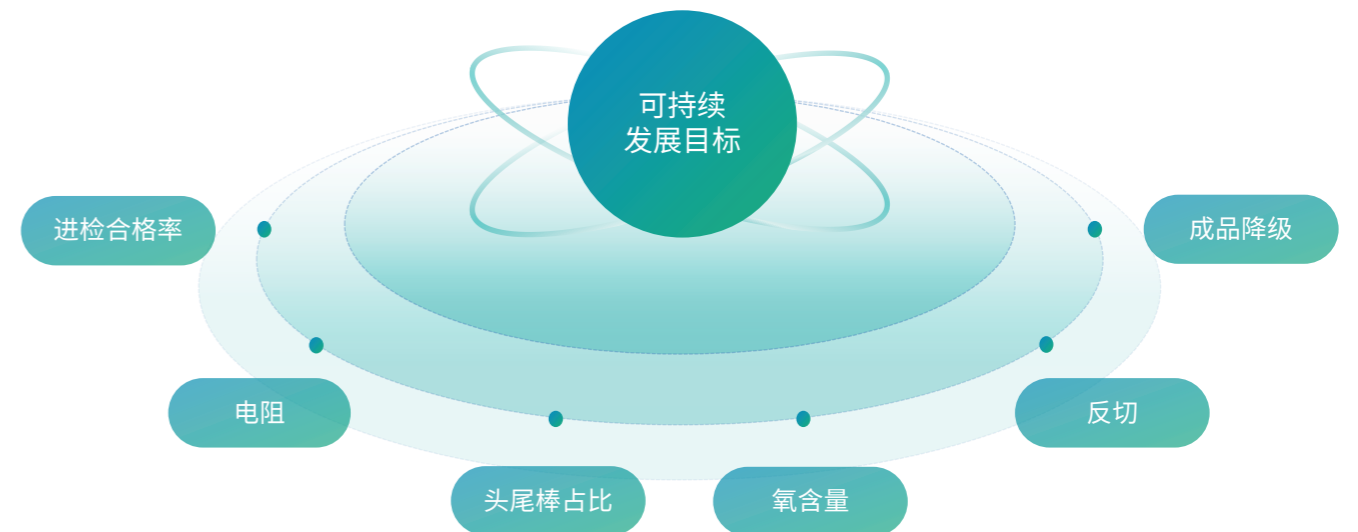 可持续
发展目标
进检合格率
成品降级
电阻
反切
头尾棒占比
氧含量